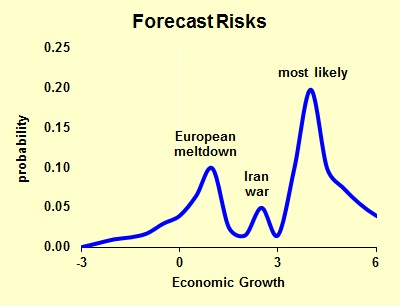 Forecast Risks
0.25
0.20
0.15
0.10
0.05
0.00
probability
most likely
European
meltdown
Iran
war
-3
0
3
6
Economic Growth